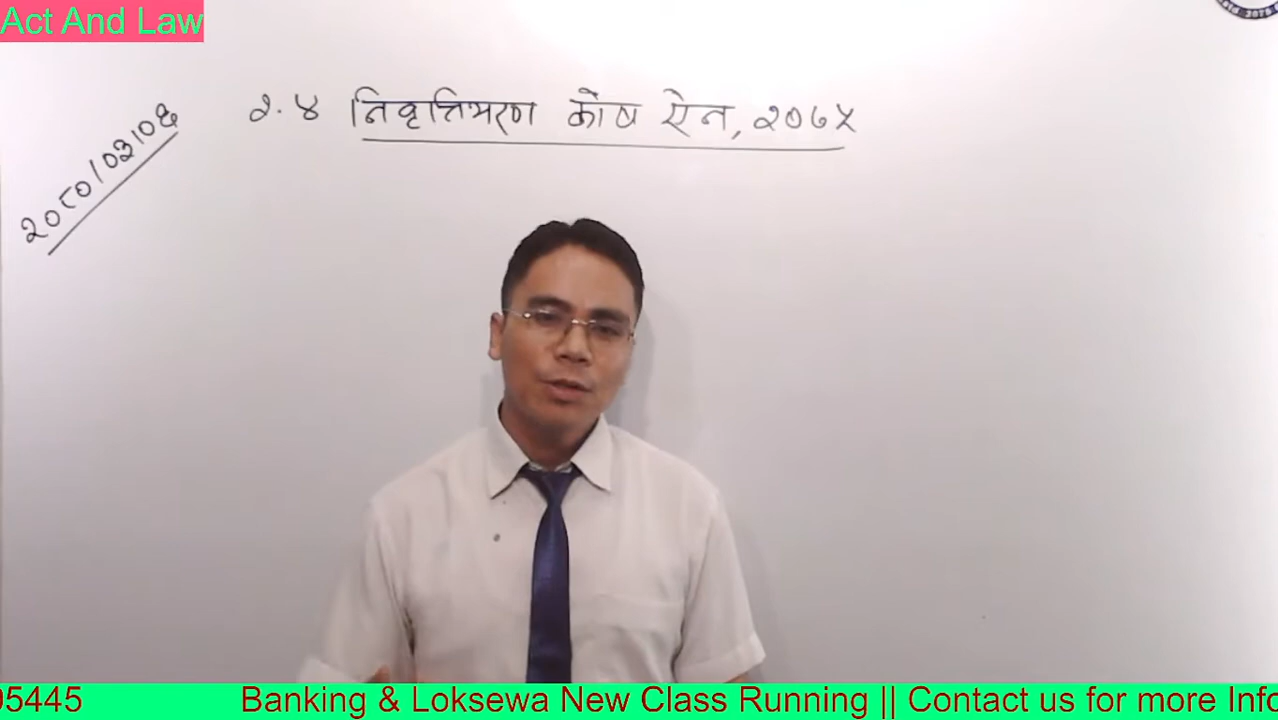 Act And Law
२.४ निवृत्तिभरण कोष ऐन, २०७५
२०८०/०३/०६
05445 Banking & Loksewa New Class Running || Contact us for more Info